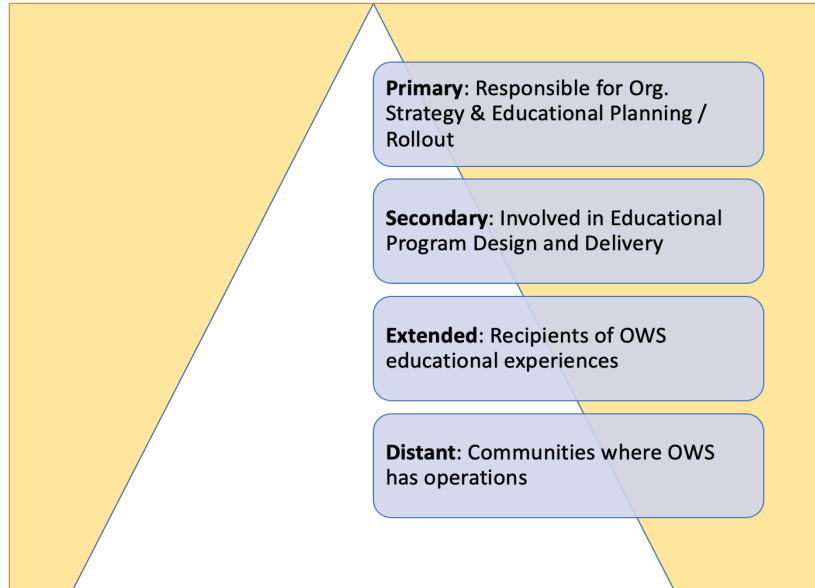 Primary: Responsible for Org.
Strategy & Educational Planning /
Rollout
Secondary: Involved in Educational
Program Design and Delivery
Extended: Recipients of OWS
educational experiences
Distant: Communities where OWS
has operations